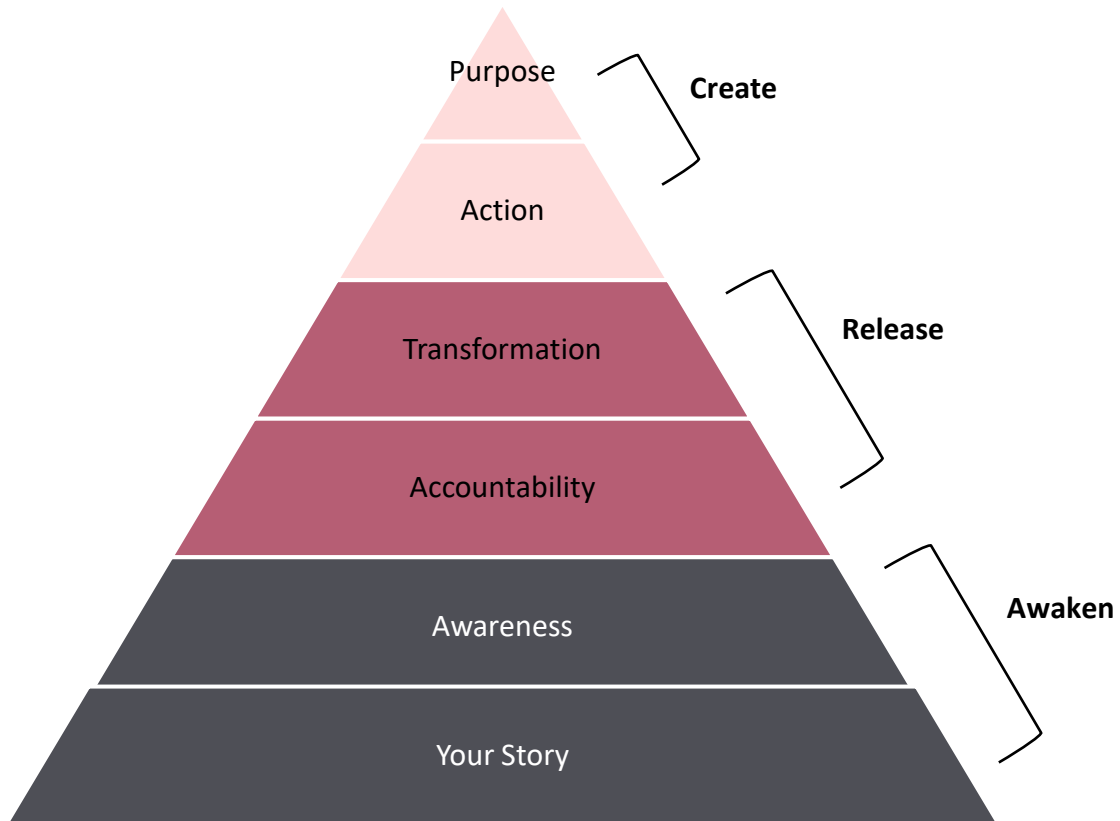 Purpose
Create
Action
Transformation
Release
Accountability
Awareness
Awaken
Your Story